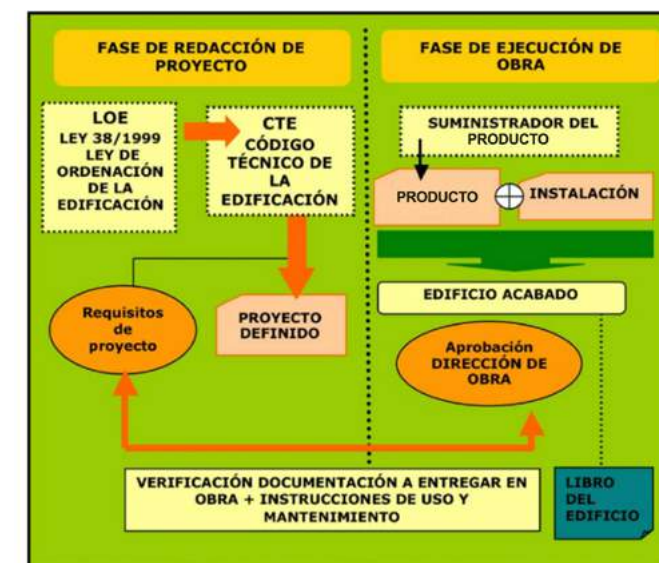 FASE DE REDACCIÓN DE
PROYECTO
FASE DE EJECUCIÓN DE
OBRA
LOE
LEY 38/1999
LEY DE
ORDENACIÓN
DE LA
EDIFICACIÓN
CTE
CÓDIGO
TÉCNICO DE
LA
EDIFICACIÓN
SUMINISTRADOR DEL
PRODUCTO
PRODUCTO
INSTALACIÓN
EDIFICIO ACABADO
Requisitos
de
proyecto
PROYECTO
DEFINIDO
Aprobación
DIRECCIÓN DE
OBRA
VERIFICACIÓN DOCUMENTACIÓN A ENTREGAR EN
OBRA + INSTRUCCIONES DE USO Y
MANTENIMIENTO
LIBRO
DEL
EDIFICIO